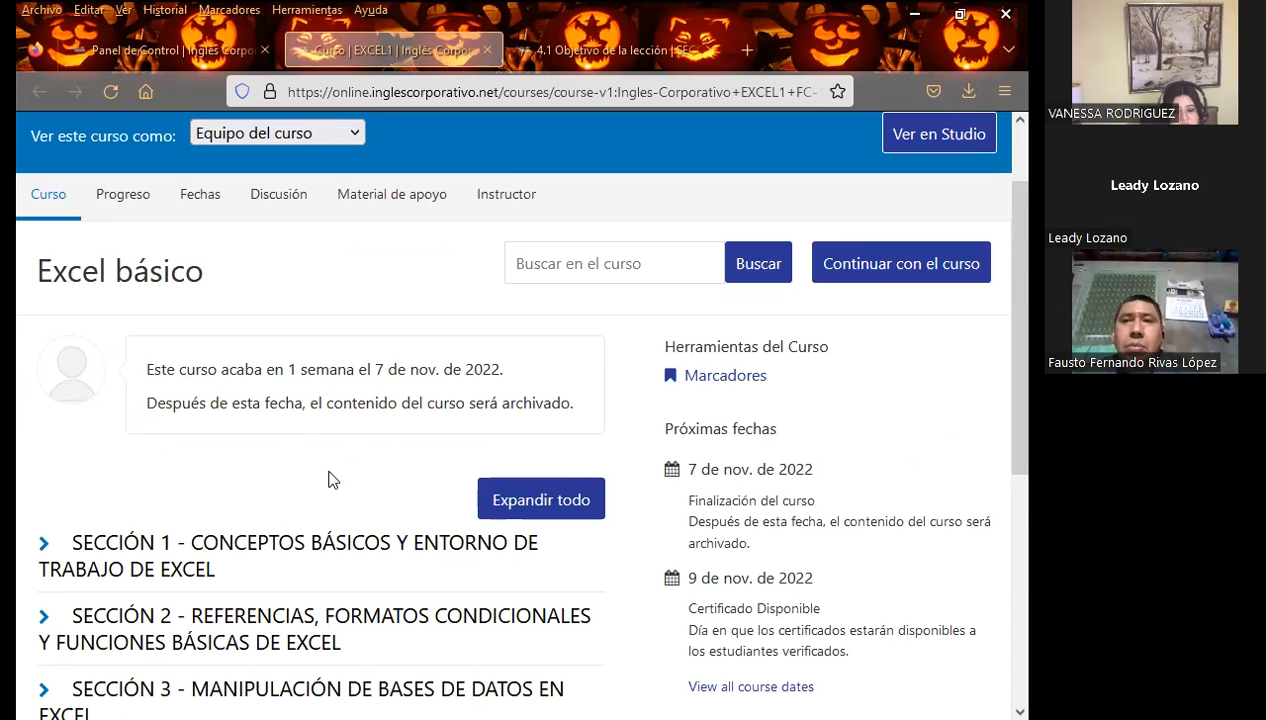 Archivo Editar Ver Historial Marcadores Herramientas Ayuda
Panel de Control | Ingles Corpo
Curso | EXCEL1 | Ingles Corpor
4.1 Objetivo de la lección |
https://online.inglescorporativo.net/courses/course-v1:Ingles-Corporativo+EXCEL1+FC-
Ver este curso como: Equipo del curso
Ver en Studio
Curso Progreso Fechas Discusión Material de apoyo Instructor
Excel básico
Buscar en el curso Buscar Continuar con el curso
Este curso acaba en 1 semana el 7 de nov. de 2022.
Después de esta fecha, el contenido del curso será archivado.
Expandir todo
SECCIÓN 1 - CONCEPTOS BÁSICOS Y ENTORNO DE
TRABAJO DE EXCEL
SECCIÓN 2 - REFERENCIAS, FORMATOS CONDICIONALES
Y FUNCIONES BÁSICAS DE EXCEL
SECCIÓN 3 - MANIPULACIÓN DE BASES DE DATOS EN
EXCEL
Herramientas del Curso
Marcadores
Próximas fechas
7 de nov. de 2022
Finalización del curso
Después de esta fecha, el contenido del curso será
archivado.
9 de nov. de 2022
Certificado Disponible
Día en que los certificados estarán disponibles a
los estudiantes verificados.
View all course dates
VANESSA RODRIGUEZ
Leady Lozano
Leady Lozano
Fausto Fernando Rivas López